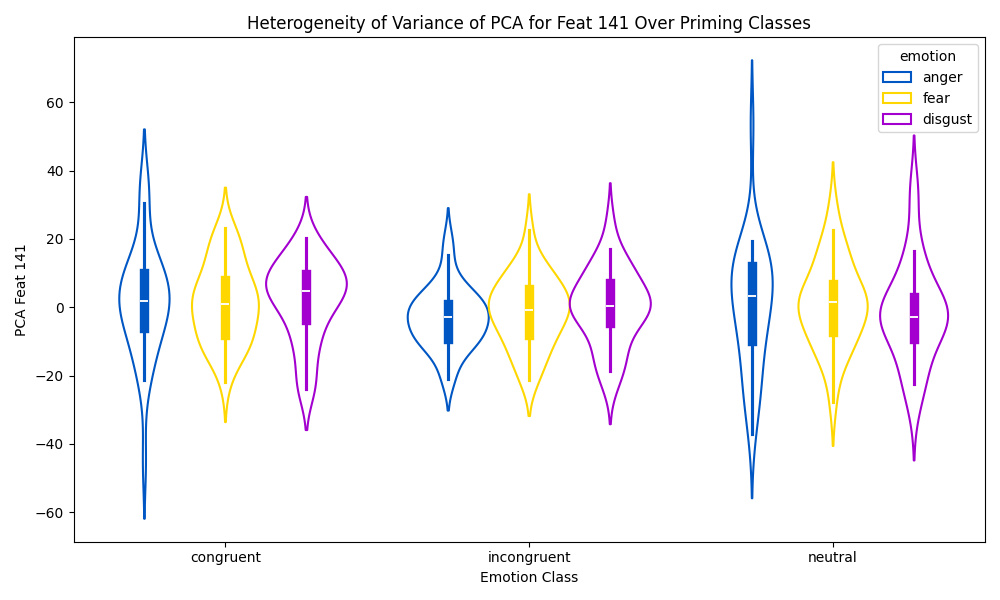 Heterogeneity of Variance of PCA for Feat 141 Over Priming Classes
emotion
anger
fear
disgust
PCA Feat 141
60
40
20
0
−20
−40
−60
congruent
incongruent
neutral
Emotion Class